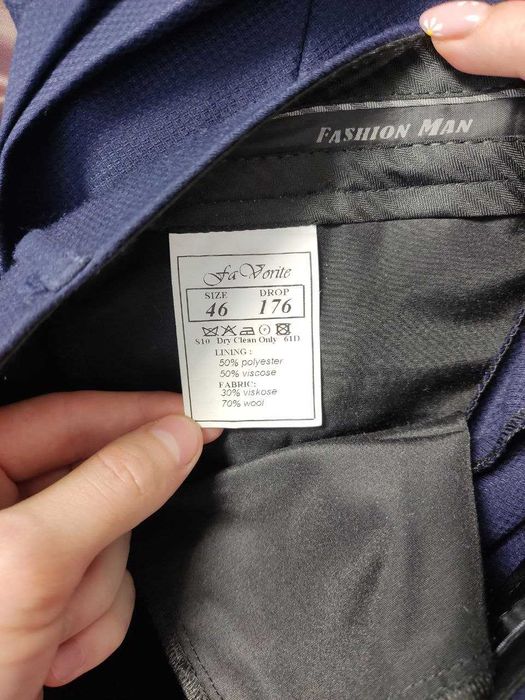 FASHION MAN
FaVorite
SIZE DROP
46 176
S10 Dry Clean Only 61D
LINING :
50% polyester
50% viscose
FABRIC:
30% viskose
70% wool